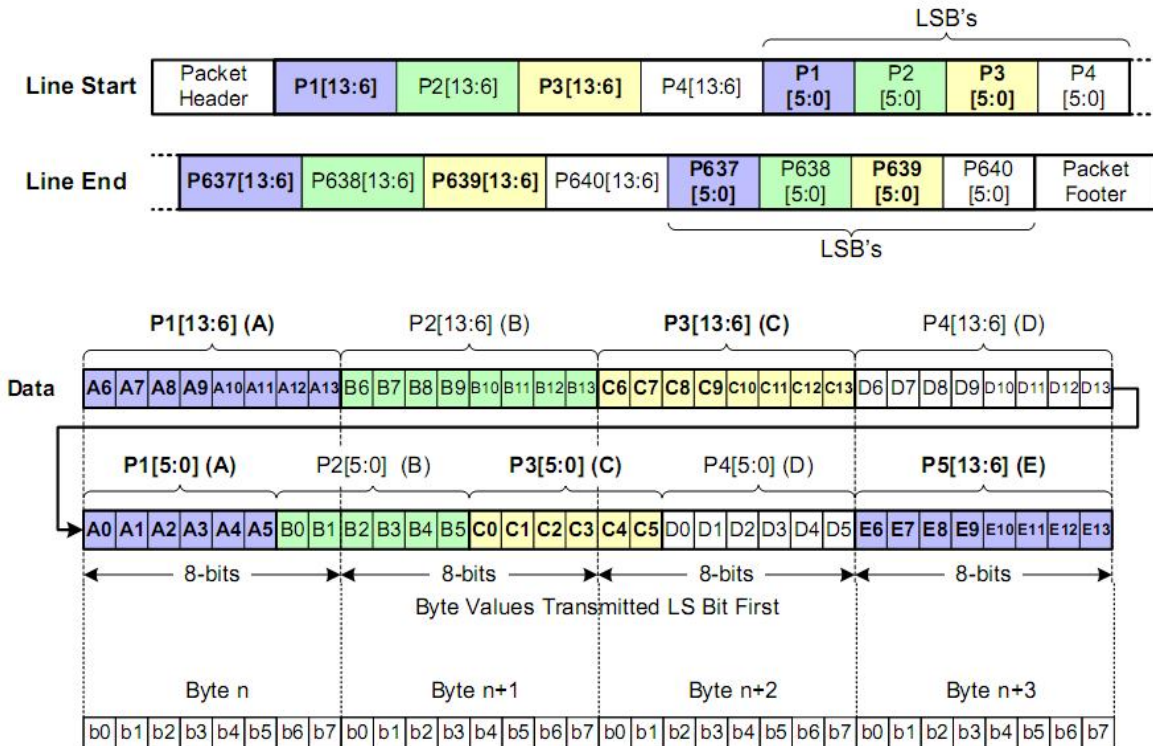 LSB's
Line Start Packet Header P1[13:6] P2[13:6] P3[13:6] P4[13:6] P1 [5:0] P2 [5:0] P3 [5:0] P4 [5:0]
Line End P637[13:6] P638[13:6] P639[13:6] P640[13:6] P637 [5:0] P638 [5:0] P639 [5:0] P640 [5:0] Packet Footer
LSB's
P1[13:6] (A) P2[13:6] (B) P3[13:6] (C) P4[13:6] (D)
Data A6 A7 A8 A9 A10 A11 A12 A13 B6 B7 B8 B9 B10 B11 B12 B13 C6 C7 C8 C9 C10 C11 C12 C13 D6 D7 D8 D9 D10 D11 D12 D13
P1[5:0] (A) P2[5:0] (B) P3[5:0] (C) P4[5:0] (D) P5[13:6] (E)
A0 A1 A2 A3 A4 A5 B0 B1 B2 B3 B4 B5 C0 C1 C2 C3 C4 C5 D0 D1 D2 D3 D4 D5 E6 E7 E8 E9 E10 E11 E12 E13
8-bits 8-bits 8-bits 8-bits
Byte Values Transmitted LS Bit First
Byte n Byte n+1 Byte n+2 Byte n+3
b0 b1 b2 b3 b4 b5 b6 b7 b0 b1 b2 b3 b4 b5 b6 b7 b0 b1 b2 b3 b4 b5 b6 b7 b0 b1 b2 b3 b4 b5 b6 b7